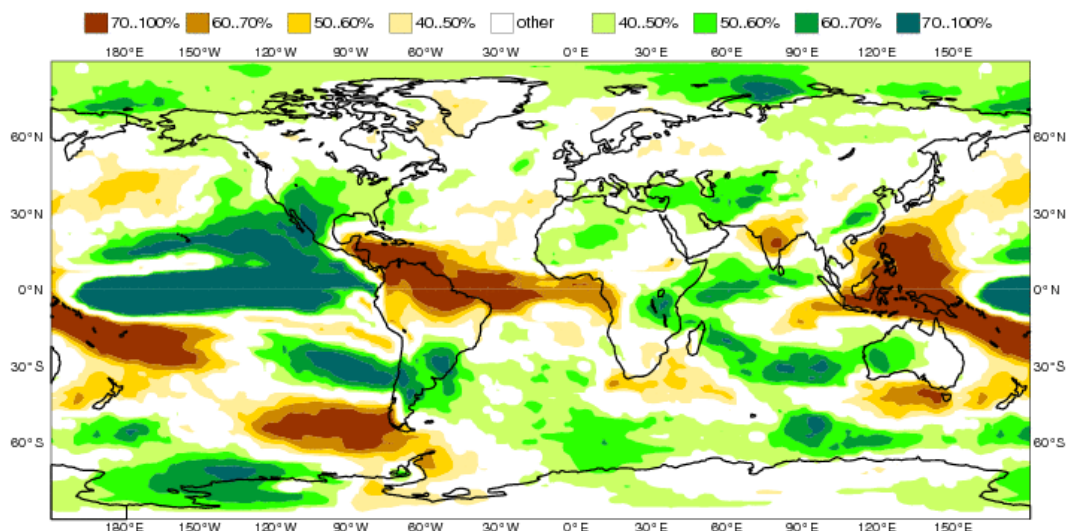 70..100% 60..70% 50..60% 40..50% other 40..50% 50..60% 60..70% 70..100%
180°E 150°W 120°W 90°W 60°W 30°W 0°E 30°E 60°E 90°E 120°E 150°E
60°N 60°N
30°N 30°N
0°N 0°N
30°S 30°S
60°S 60°S
180°E 150°W 120°W 90°W 60°W 30°W 0°E 30°E 60°E 90°E 120°E 150°E